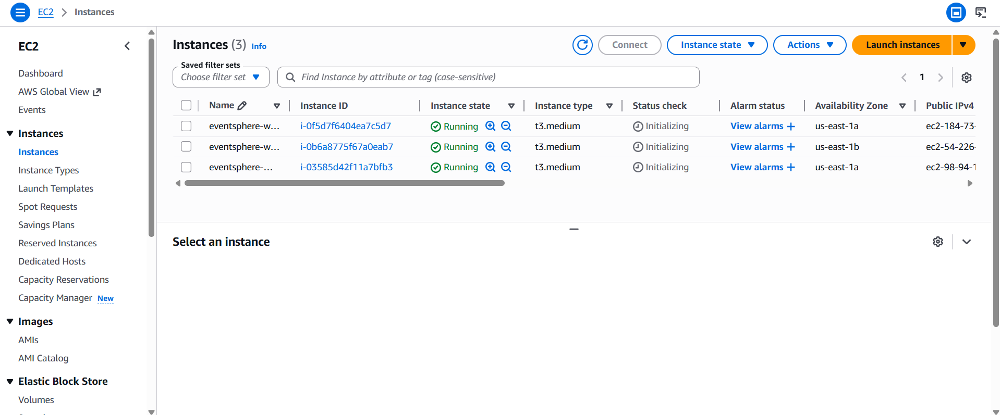 EC2 > Instances
EC2
Dashboard
AWS Global View
Events
Instances
Instances
Instance Types
Launch Templates
Spot Requests
Savings Plans
Reserved Instances
Dedicated Hosts
Capacity Reservations
Capacity Manager New
Images
AMIs
AMI Catalog
Elastic Block Store
Volumes
Instances (3) Info
Connect
Instance state
Actions
Launch instances
Saved filter sets
Choose filter set
Find Instance by attribute or tag (case-sensitive)
1
Name Instance ID Instance state Instance type Status check Alarm status Availability Zone Public IPv4
eventsphere-w... i-0f5d7f6404ea7c5d7 Running t3.medium Initializing View alarms + us-east-1a ec2-184-73-
eventsphere-w... i-0b6a8775f67a0eab7 Running t3.medium Initializing View alarms + us-east-1b ec2-54-226-
eventsphere-... i-03585d42f11a7bfb3 Running t3.medium Initializing View alarms + us-east-1a ec2-98-94-1
Select an instance